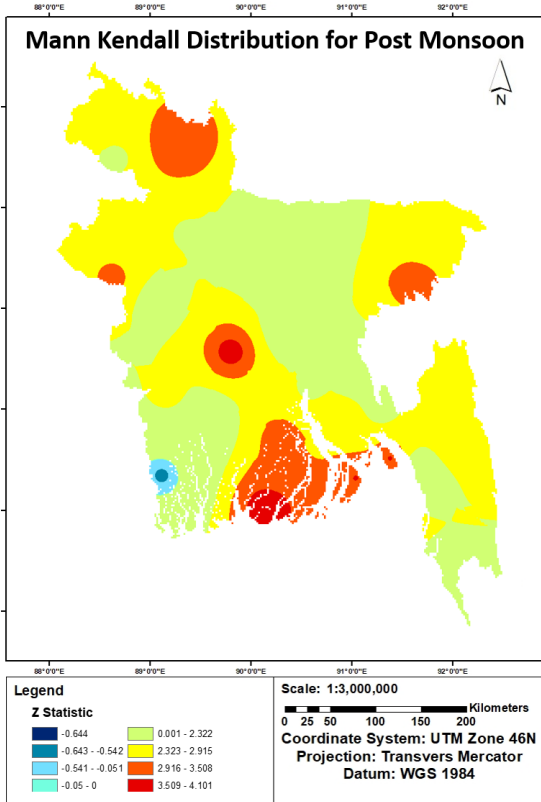 88°0'0"E 89°0'0"E 90°0'0"E 91°0'0"E 92°0'0"E
Mann Kendall Distribution for Post Monsoon
N
88°0'0"E 89°0'0"E 90°0'0"E 91°0'0"E 92°0'0"E
Legend
Z Statistic
-0.644
-0.643 - -0.542
-0.541 - -0.051
-0.05 - 0
0.001 - 2.322
2.323 - 2.915
2.916 - 3.508
3.509 - 4.101
Scale: 1:3,000,000
Kilometers
0 25 50 100 150 200
Coordinate System: UTM Zone 46N
Projection: Transvers Mercator
Datum: WGS 1984